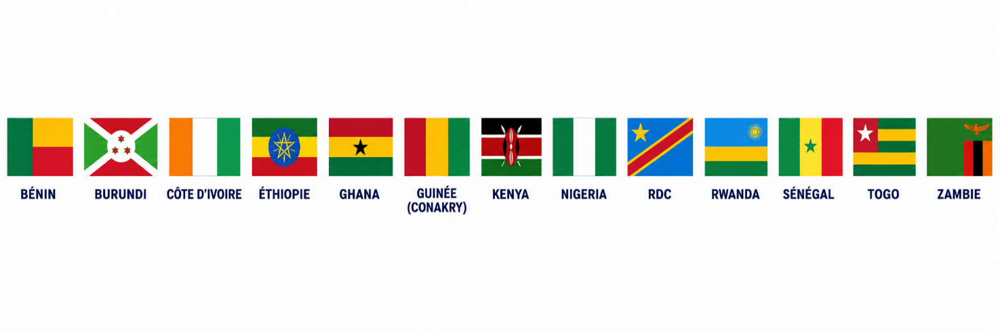 BÉNIN
BURUNDI
CÔTE D'IVOIRE
ÉTHIOPIE
GHANA
GUINÉE
(CONAKRY)
KENYA
NIGERIA
RDC
RWANDA
SÉNÉGAL
TOGO
ZAMBIE